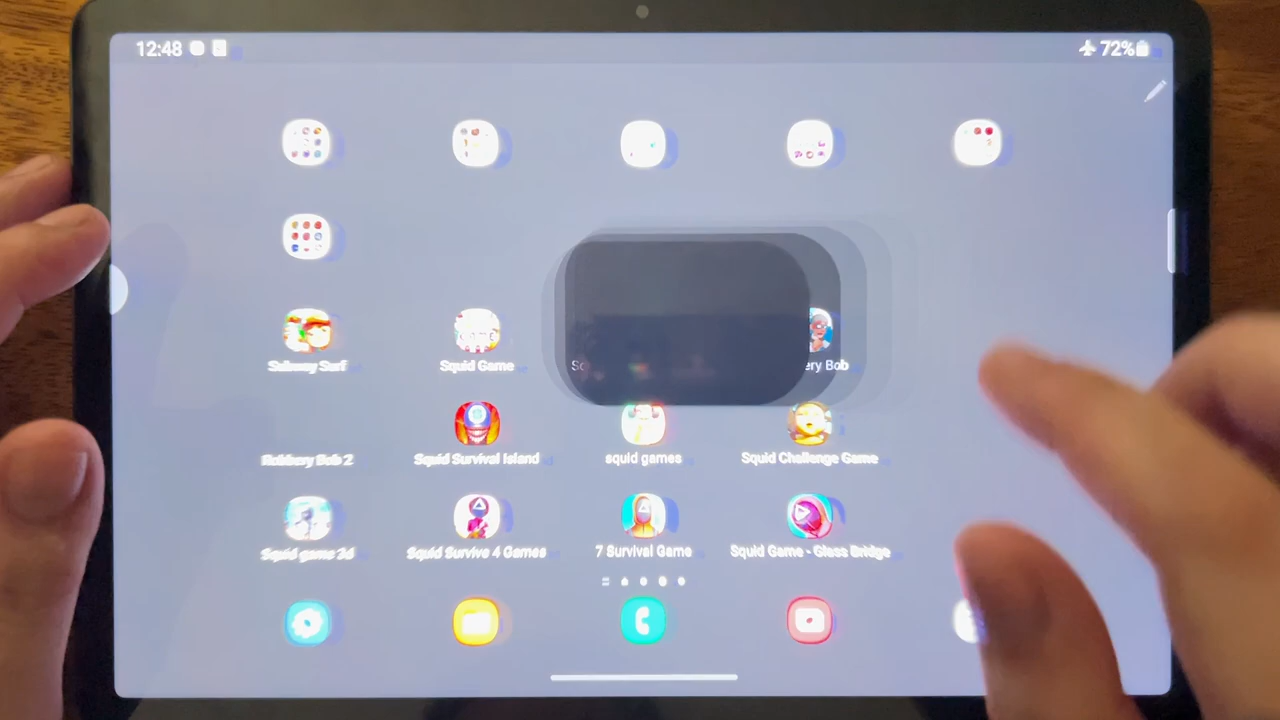 12:48 72%
Subway Surf Squid Game ery Bob
Robbery Bob 2 Squid Survival Island squid games Squid Challenge Game
Squid game 3d Squid Survive 4 Games 7 Survival Game Squid Game - Glass Bridge